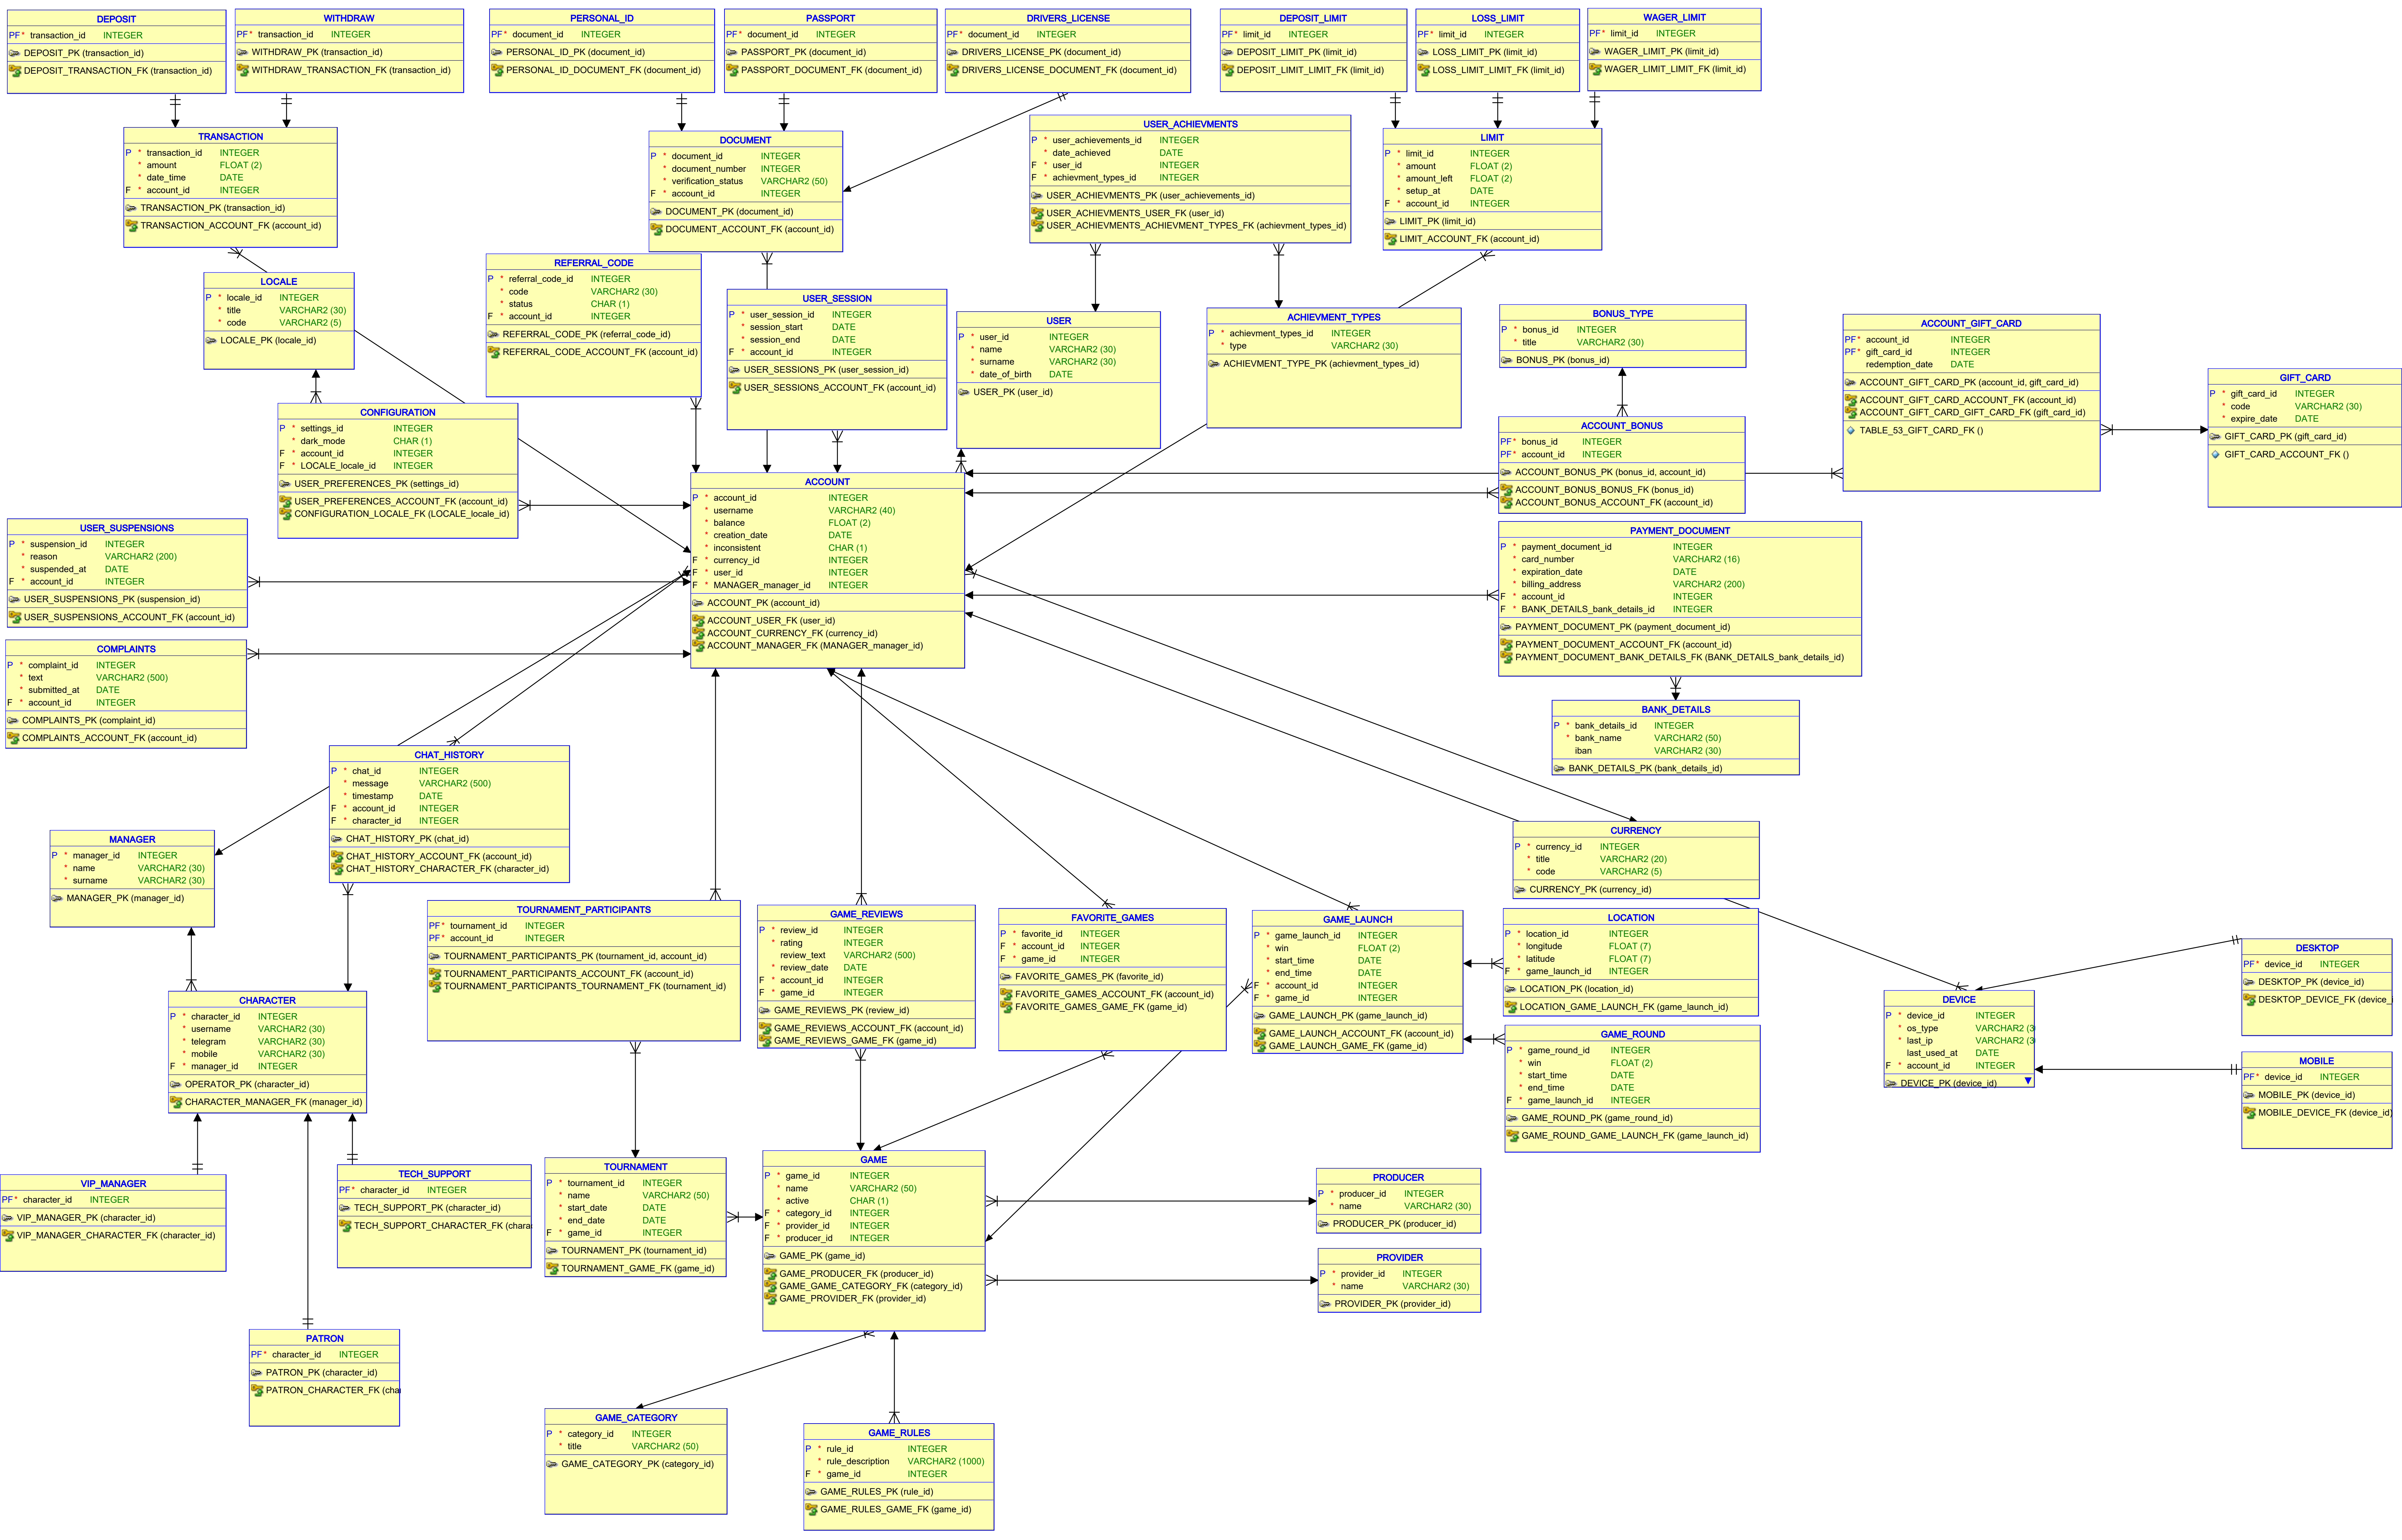 DEPOSIT
PF* transaction_id INTEGER
DEPOSIT_PK (transaction_id)
DEPOSIT_TRANSACTION_FK (transaction_id)
WITHDRAW
PF* transaction_id INTEGER
WITHDRAW_PK (transaction_id)
WITHDRAW_TRANSACTION_FK (transaction_id)
PERSONAL_ID
PF* document_id INTEGER
PERSONAL_ID_PK (document_id)
PERSONAL_ID_DOCUMENT_FK (document_id)
PASSPORT
PF* document_id INTEGER
PASSPORT_PK (document_id)
PASSPORT_DOCUMENT_FK (document_id)
DRIVERS_LICENSE
PF* document_id INTEGER
DRIVERS_LICENSE_PK (document_id)
DRIVERS_LICENSE_DOCUMENT_FK (document_id)
DEPOSIT_LIMIT
PF* limit_id INTEGER
DEPOSIT_LIMIT_PK (limit_id)
DEPOSIT_LIMIT_LIMIT_FK (limit_id)
LOSS_LIMIT
PF* limit_id INTEGER
LOSS_LIMIT_PK (limit_id)
LOSS_LIMIT_LIMIT_FK (limit_id)
WAGER_LIMIT
PF* limit_id INTEGER
WAGER_LIMIT_PK (limit_id)
WAGER_LIMIT_LIMIT_FK (limit_id)
TRANSACTION
P * transaction_id INTEGER
* amount FLOAT (2)
* date_time DATE
F * account_id INTEGER
TRANSACTION_PK (transaction_id)
TRANSACTION_ACCOUNT_FK (account_id)
DOCUMENT
P * document_id INTEGER
* document_number INTEGER
* verification_status VARCHAR2 (50)
F * account_id INTEGER
DOCUMENT_PK (document_id)
DOCUMENT_ACCOUNT_FK (account_id)
USER_ACHIEVMENTS
P * user_achievements_id INTEGER
* date_achieved DATE
F * user_id INTEGER
F * achievment_types_id INTEGER
USER_ACHIEVMENTS_PK (user_achievements_id)
USER_ACHIEVMENTS_USER_FK (user_id)
USER_ACHIEVMENTS_ACHIEVMENT_TYPES_FK (achievment_types_id)
LIMIT
P * limit_id INTEGER
* amount FLOAT (2)
* amount_left FLOAT (2)
* setup_at DATE
F * account_id INTEGER
LIMIT_PK (limit_id)
LIMIT_ACCOUNT_FK (account_id)
LOCALE
P * locale_id INTEGER
* title VARCHAR2 (30)
* code VARCHAR2 (5)
LOCALE_PK (locale_id)
REFERRAL_CODE
P * referral_code_id INTEGER
* code VARCHAR2 (30)
* status CHAR (1)
F * account_id INTEGER
REFERRAL_CODE_PK (referral_code_id)
REFERRAL_CODE_ACCOUNT_FK (account_id)
USER_SESSION
P * user_session_id INTEGER
* session_start DATE
* session_end DATE
F * account_id INTEGER
USER_SESSIONS_PK (user_session_id)
USER_SESSIONS_ACCOUNT_FK (account_id)
USER
P * user_id INTEGER
* name VARCHAR2 (30)
* surname VARCHAR2 (30)
* date_of_birth DATE
USER_PK (user_id)
ACHIEVMENT_TYPES
P * achievment_types_id INTEGER
* type VARCHAR2 (30)
ACHIEVMENT_TYPE_PK (achievment_types_id)
BONUS_TYPE
P * bonus_id INTEGER
* title VARCHAR2 (30)
BONUS_PK (bonus_id)
ACCOUNT_GIFT_CARD
PF* account_id INTEGER
PF* gift_card_id INTEGER
redemption_date DATE
ACCOUNT_GIFT_CARD_PK (account_id, gift_card_id)
ACCOUNT_GIFT_CARD_ACCOUNT_FK (account_id)
ACCOUNT_GIFT_CARD_GIFT_CARD_FK (gift_card_id)
TABLE_53_GIFT_CARD_FK ()
GIFT_CARD
P * gift_card_id INTEGER
* code VARCHAR2 (30)
* expire_date DATE
GIFT_CARD_PK (gift_card_id)
GIFT_CARD_ACCOUNT_FK ()
CONFIGURATION
P * settings_id INTEGER
* dark_mode CHAR (1)
F * account_id INTEGER
F * LOCALE_locale_id INTEGER
USER_PREFERENCES_PK (settings_id)
USER_PREFERENCES_ACCOUNT_FK (account_id)
CONFIGURATION_LOCALE_FK (LOCALE_locale_id)
ACCOUNT_BONUS
PF* bonus_id INTEGER
PF* account_id INTEGER
ACCOUNT_BONUS_PK (bonus_id, account_id)
ACCOUNT_BONUS_BONUS_FK (bonus_id)
ACCOUNT_BONUS_ACCOUNT_FK (account_id)
ACCOUNT
P * account_id INTEGER
* username VARCHAR2 (40)
* balance FLOAT (2)
* creation_date DATE
* inconsistent CHAR (1)
F * currency_id INTEGER
F * user_id INTEGER
F * MANAGER_manager_id INTEGER
ACCOUNT_PK (account_id)
ACCOUNT_USER_FK (user_id)
ACCOUNT_CURRENCY_FK (currency_id)
ACCOUNT_MANAGER_FK (MANAGER_manager_id)
USER_SUSPENSIONS
P * suspension_id INTEGER
* reason VARCHAR2 (200)
* suspended_at DATE
F * account_id INTEGER
USER_SUSPENSIONS_PK (suspension_id)
USER_SUSPENSIONS_ACCOUNT_FK (account_id)
PAYMENT_DOCUMENT
P * payment_document_id INTEGER
* card_number VARCHAR2 (16)
* expiration_date DATE
* billing_address VARCHAR2 (200)
F * account_id INTEGER
F * BANK_DETAILS_bank_details_id INTEGER
PAYMENT_DOCUMENT_PK (payment_document_id)
PAYMENT_DOCUMENT_ACCOUNT_FK (account_id)
PAYMENT_DOCUMENT_BANK_DETAILS_FK (BANK_DETAILS_bank_details_id)
COMPLAINTS
P * complaint_id INTEGER
* text VARCHAR2 (500)
* submitted_at DATE
F * account_id INTEGER
COMPLAINTS_PK (complaint_id)
COMPLAINTS_ACCOUNT_FK (account_id)
BANK_DETAILS
P * bank_details_id INTEGER
* bank_name VARCHAR2 (50)
iban VARCHAR2 (30)
BANK_DETAILS_PK (bank_details_id)
CHAT_HISTORY
P * chat_id INTEGER
* message VARCHAR2 (500)
* timestamp DATE
F * account_id INTEGER
F * character_id INTEGER
CHAT_HISTORY_PK (chat_id)
CHAT_HISTORY_ACCOUNT_FK (account_id)
CHAT_HISTORY_CHARACTER_FK (character_id)
MANAGER
P * manager_id INTEGER
* name VARCHAR2 (30)
* surname VARCHAR2 (30)
MANAGER_PK (manager_id)
CURRENCY
P * currency_id INTEGER
* title VARCHAR2 (20)
* code VARCHAR2 (5)
CURRENCY_PK (currency_id)
TOURNAMENT_PARTICIPANTS
PF* tournament_id INTEGER
PF* account_id INTEGER
TOURNAMENT_PARTICIPANTS_PK (tournament_id, account_id)
TOURNAMENT_PARTICIPANTS_ACCOUNT_FK (account_id)
TOURNAMENT_PARTICIPANTS_TOURNAMENT_FK (tournament_id)
GAME_REVIEWS
P * review_id INTEGER
* rating INTEGER
review_text VARCHAR2 (500)
* review_date DATE
F * account_id INTEGER
F * game_id INTEGER
GAME_REVIEWS_PK (review_id)
GAME_REVIEWS_ACCOUNT_FK (account_id)
GAME_REVIEWS_GAME_FK (game_id)
FAVORITE_GAMES
P * favorite_id INTEGER
F * account_id INTEGER
F * game_id INTEGER
FAVORITE_GAMES_PK (favorite_id)
FAVORITE_GAMES_ACCOUNT_FK (account_id)
FAVORITE_GAMES_GAME_FK (game_id)
GAME_LAUNCH
P * game_launch_id INTEGER
* win FLOAT (2)
* start_time DATE
* end_time DATE
F * account_id INTEGER
F * game_id INTEGER
GAME_LAUNCH_PK (game_launch_id)
GAME_LAUNCH_ACCOUNT_FK (account_id)
GAME_LAUNCH_GAME_FK (game_id)
LOCATION
P * location_id INTEGER
* longitude FLOAT (7)
* latitude FLOAT (7)
F * game_launch_id INTEGER
LOCATION_PK (location_id)
LOCATION_GAME_LAUNCH_FK (game_launch_id)
DESKTOP
PF* device_id INTEGER
DESKTOP_PK (device_id)
DESKTOP_DEVICE_FK (device_i
DEVICE
P * device_id INTEGER
* os_type VARCHAR2 (3
* last_ip VARCHAR2 (3
last_used_at DATE
F * account_id INTEGER
DEVICE_PK (device_id)
CHARACTER
P * character_id INTEGER
* username VARCHAR2 (30)
* telegram VARCHAR2 (30)
* mobile VARCHAR2 (30)
F * manager_id INTEGER
OPERATOR_PK (character_id)
CHARACTER_MANAGER_FK (manager_id)
GAME_ROUND
P * game_round_id INTEGER
* win FLOAT (2)
* start_time DATE
* end_time DATE
F * game_launch_id INTEGER
GAME_ROUND_PK (game_round_id)
GAME_ROUND_GAME_LAUNCH_FK (game_launch_id)
MOBILE
PF* device_id INTEGER
MOBILE_PK (device_id)
MOBILE_DEVICE_FK (device_id)
VIP_MANAGER
PF* character_id INTEGER
VIP_MANAGER_PK (character_id)
VIP_MANAGER_CHARACTER_FK (character_id)
TECH_SUPPORT
PF* character_id INTEGER
TECH_SUPPORT_PK (character_id)
TECH_SUPPORT_CHARACTER_FK (chara
TOURNAMENT
P * tournament_id INTEGER
* name VARCHAR2 (50)
* start_date DATE
* end_date DATE
F * game_id INTEGER
TOURNAMENT_PK (tournament_id)
TOURNAMENT_GAME_FK (game_id)
GAME
P * game_id INTEGER
* name VARCHAR2 (50)
* active CHAR (1)
F * category_id INTEGER
F * provider_id INTEGER
F * producer_id INTEGER
GAME_PK (game_id)
GAME_PRODUCER_FK (producer_id)
GAME_GAME_CATEGORY_FK (category_id)
GAME_PROVIDER_FK (provider_id)
PRODUCER
P * producer_id INTEGER
* name VARCHAR2 (30)
PRODUCER_PK (producer_id)
PROVIDER
P * provider_id INTEGER
* name VARCHAR2 (30)
PROVIDER_PK (provider_id)
PATRON
PF* character_id INTEGER
PATRON_PK (character_id)
PATRON_CHARACTER_FK (cha
GAME_CATEGORY
P * category_id INTEGER
* title VARCHAR2 (50)
GAME_CATEGORY_PK (category_id)
GAME_RULES
P * rule_id INTEGER
* rule_description VARCHAR2 (1000)
F * game_id INTEGER
GAME_RULES_PK (rule_id)
GAME_RULES_GAME_FK (game_id)